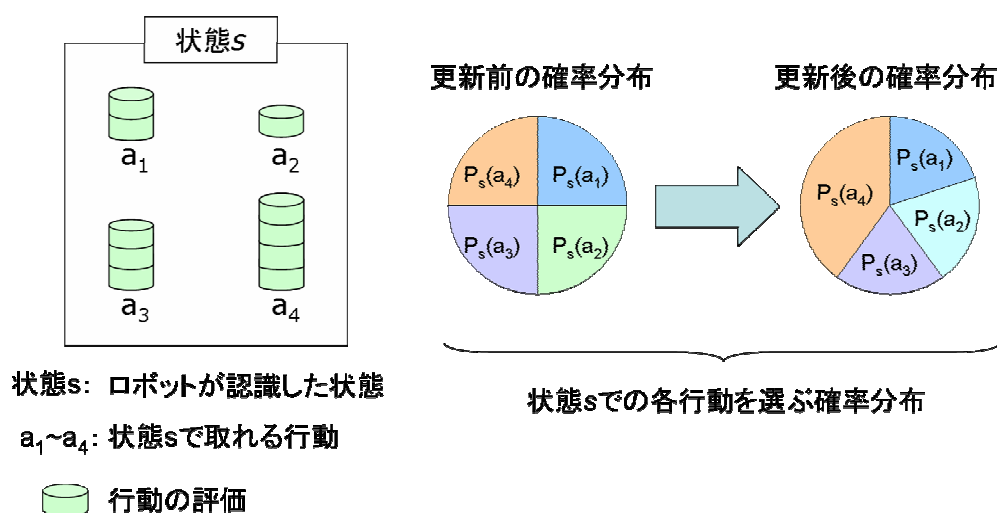 状態s
a1
a2
a3
a4
状態s: ロボットが認識した状態
a1~a4: 状態sで取れる行動
行動の評価
更新前の確率分布
Ps(a4)
Ps(a1)
Ps(a3)
Ps(a2)
更新後の確率分布
Ps(a1)
Ps(a4)
Ps(a2)
Ps(a3)
状態sでの各行動を選ぶ確率分布